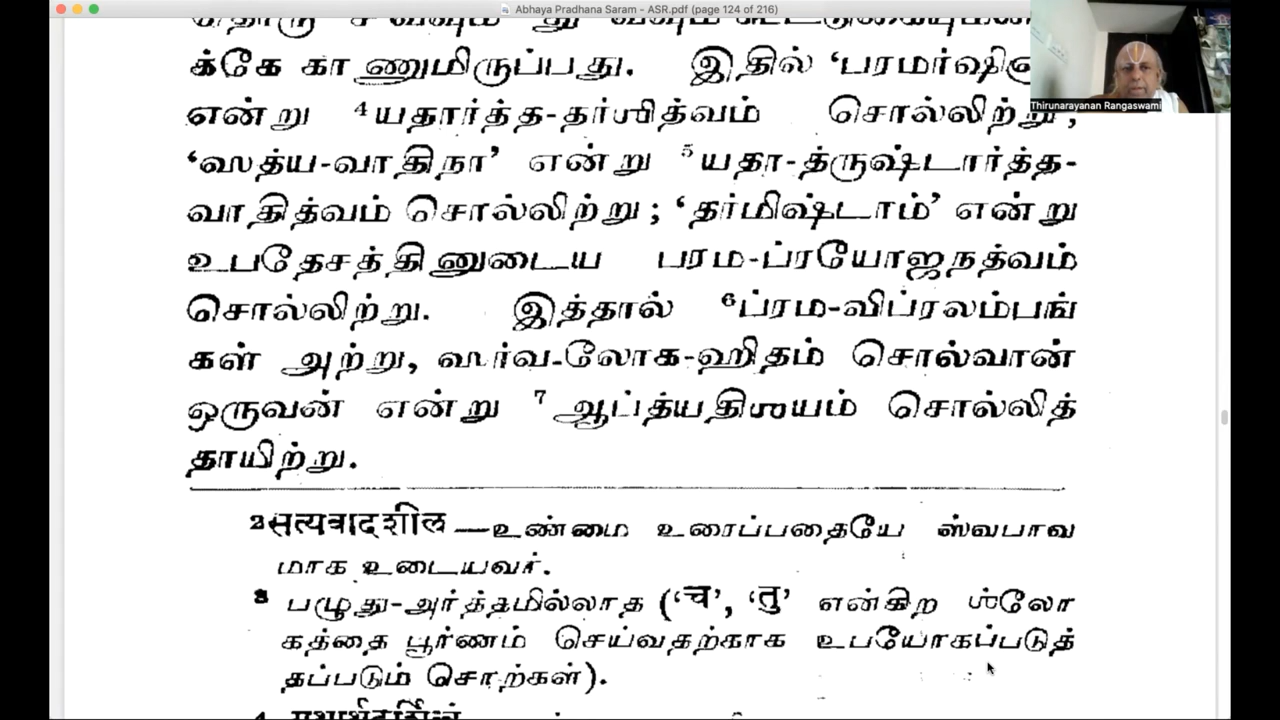 Abhaya Pradhana Saram - ASR.pdf (page 124 of 216)
க்கே காணுமிருப்பது. இதில்
Thirunarayanan Rangaswami
என்று 4யதார்த்த-தர்ஶித்வம் சொல்லிற்று;
‘ஸத்ய-வாதிநா’ என்று 5யதா-த்ருஷ்டார்த்த-
வாதித்வம் சொல்லிற்று; ‘தர்மிஷ்டாம்’ என்று
உபதேசத்தினுடைய பரம-ப்ரயோஜநத்வம்
சொல்லிற்று. இத்தால் 6ப்ரம-விப்ரலம்பங்
கள் அற்று, ஸர்வ-லோக-ஹிதம் சொல்வான்
ஒருவன் என்று 7ஆப்த்யதிஶயம் சொல்லித்
தாயிற்று.
2सत्यवादशील—உண்மை உரைப்பதையே ஸ்வபாவ
மாக உடையவர்.
3 பழுது-அர்த்தமில்லாத (‘च’, ‘तु’ என்கிற ஶ்லோ
கத்தை பூர்ணம் செய்வதற்காக உபயோகப்படுத்
தப்படும் சொற்கள்).